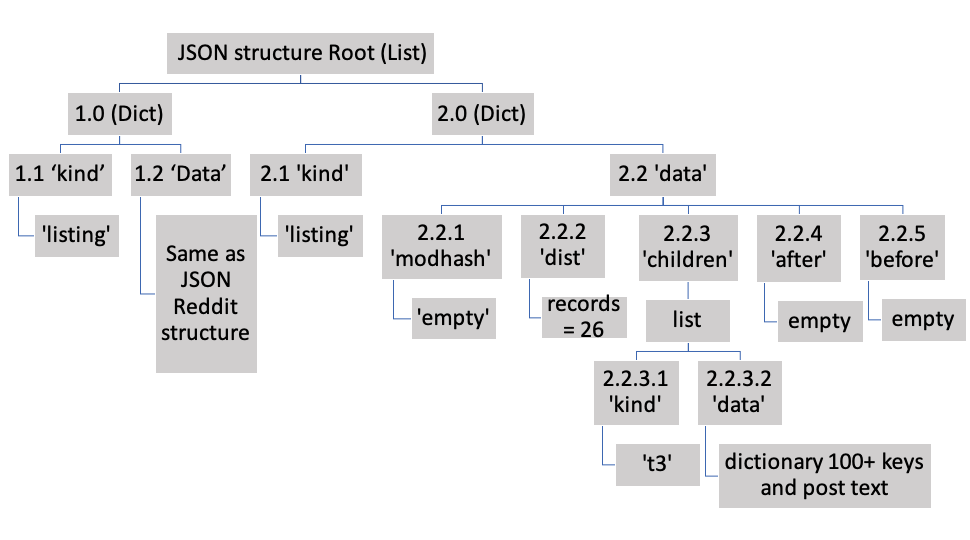 JSON structure Root (List)
1.0 (Dict)
2.0 (Dict)
1.1 ‘kind’
1.2 ‘Data’
2.1 'kind'
2.2 'data'
'listing'
Same as
JSON
Reddit
structure
'listing'
2.2.1
'modhash'
2.2.2
'dist'
2.2.3
'children'
2.2.4
'after'
2.2.5
'before'
'empty'
records
= 26
list
empty
empty
2.2.3.1
'kind'
2.2.3.2
'data'
't3'
dictionary 100+ keys
and post text